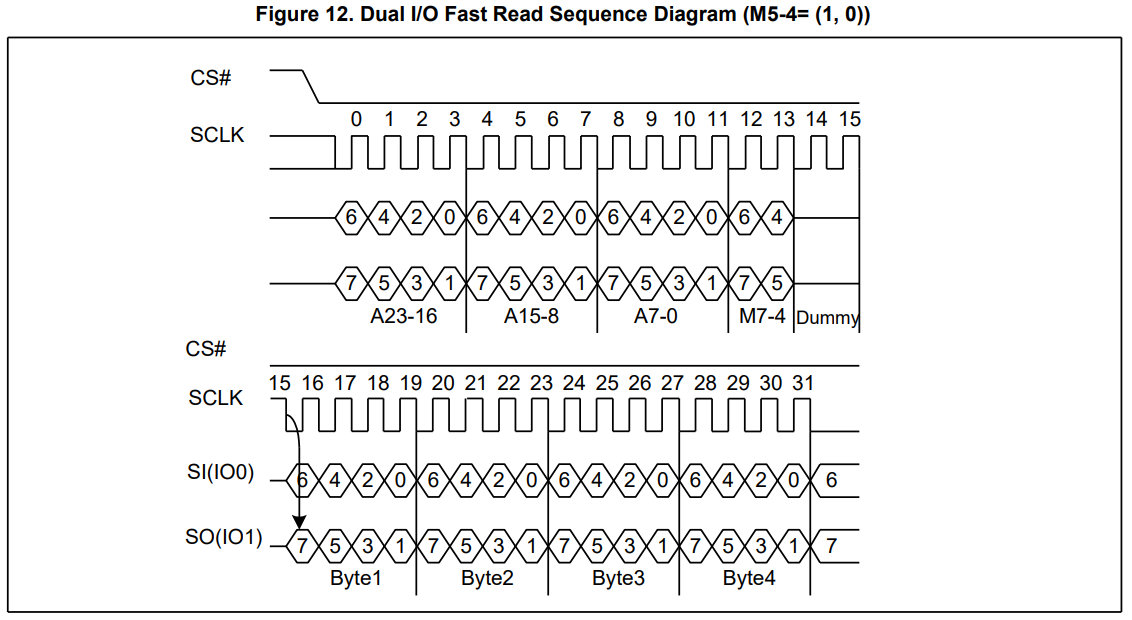 Figure 12. Dual I/O Fast Read Sequence Diagram (M5-4= (1, 0))
CS#
0 1 2 3 4 5 6 7 8 9 10 11 12 13 14 15
SCLK
6 4 2 0 6 4 2 0 6 4 2 0 6 4
7 5 3 1 7 5 3 1 7 5 3 1 7 5
A23-16 A15-8 A7-0 M7-4 Dummy
CS#
15 16 17 18 19 20 21 22 23 24 25 26 27 28 29 30 31
SCLK
SI(IO0) 6 4 2 0 6 4 2 0 6 4 2 0 6 4 2 0 6
SO(IO1) 7 5 3 1 7 5 3 1 7 5 3 1 7 5 3 1 7
Byte1 Byte2 Byte3 Byte4